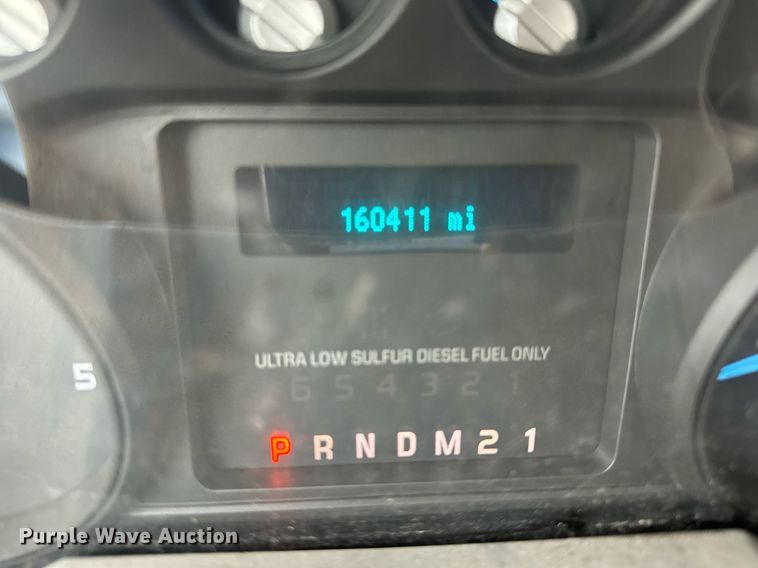 160411 mi
ULTRA LOW SULFUR DIESEL FUEL ONLY
5
6 5 4 3 2 1
P R N D M 2 1
Purple Wave Auction